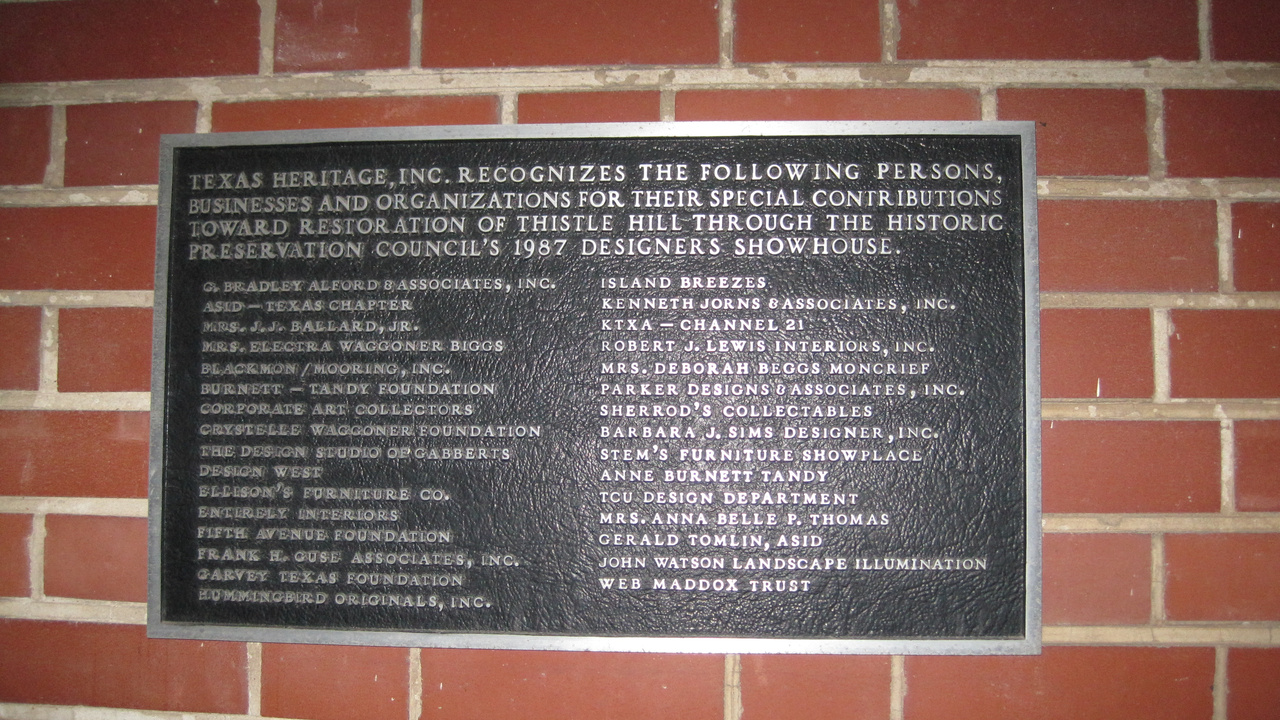 TEXAS HERITAGE, INC. RECOGNIZES THE FOLLOWING PERSONS,
BUSINESSES AND ORGANIZATIONS FOR THEIR SPECIAL CONTRIBUTIONS
TOWARD RESTORATION OF THISTLE HILL THROUGH THE HISTORIC
PRESERVATION COUNCIL'S 1987 DESIGNERS SHOWHOUSE.
G. BRADLEY ALFORD & ASSOCIATES, INC.
ASID — TEXAS CHAPTER
MRS. J. J. BALLARD, JR.
MRS. ELECTRA WAGGONER BIGGS
BLACKMON/MOORING, INC.
BURNETT — TANDY FOUNDATION
CORPORATE ART COLLECTORS
CRYSTELLE WAGGONER FOUNDATION
THE DESIGN STUDIO OF GABBERTS
DESIGN WEST
ELLISON'S FURNITURE CO.
ENTIRELY INTERIORS
FIFTH AVENUE FOUNDATION
FRANK H. GUSE ASSOCIATES, INC.
GARVEY TEXAS FOUNDATION
HUMMINGBIRD ORIGINALS, INC.
ISLAND BREEZES
KENNETH JORNS & ASSOCIATES, INC.
KTXA — CHANNEL 21
ROBERT J. LEWIS INTERIORS, INC.
MRS. DEBORAH BEGGS MONCRIEF
PARKER DESIGNS & ASSOCIATES, INC.
SHERROD'S COLLECTABLES
BARBARA J. SIMS DESIGNER, INC.
STEM'S FURNITURE SHOWPLACE
ANNE BURNETT TANDY
TCU DESIGN DEPARTMENT
MRS. ANNA BELLE P. THOMAS
GERALD TOMLIN, ASID
JOHN WATSON LANDSCAPE ILLUMINATION
WEB MADDOX TRUST